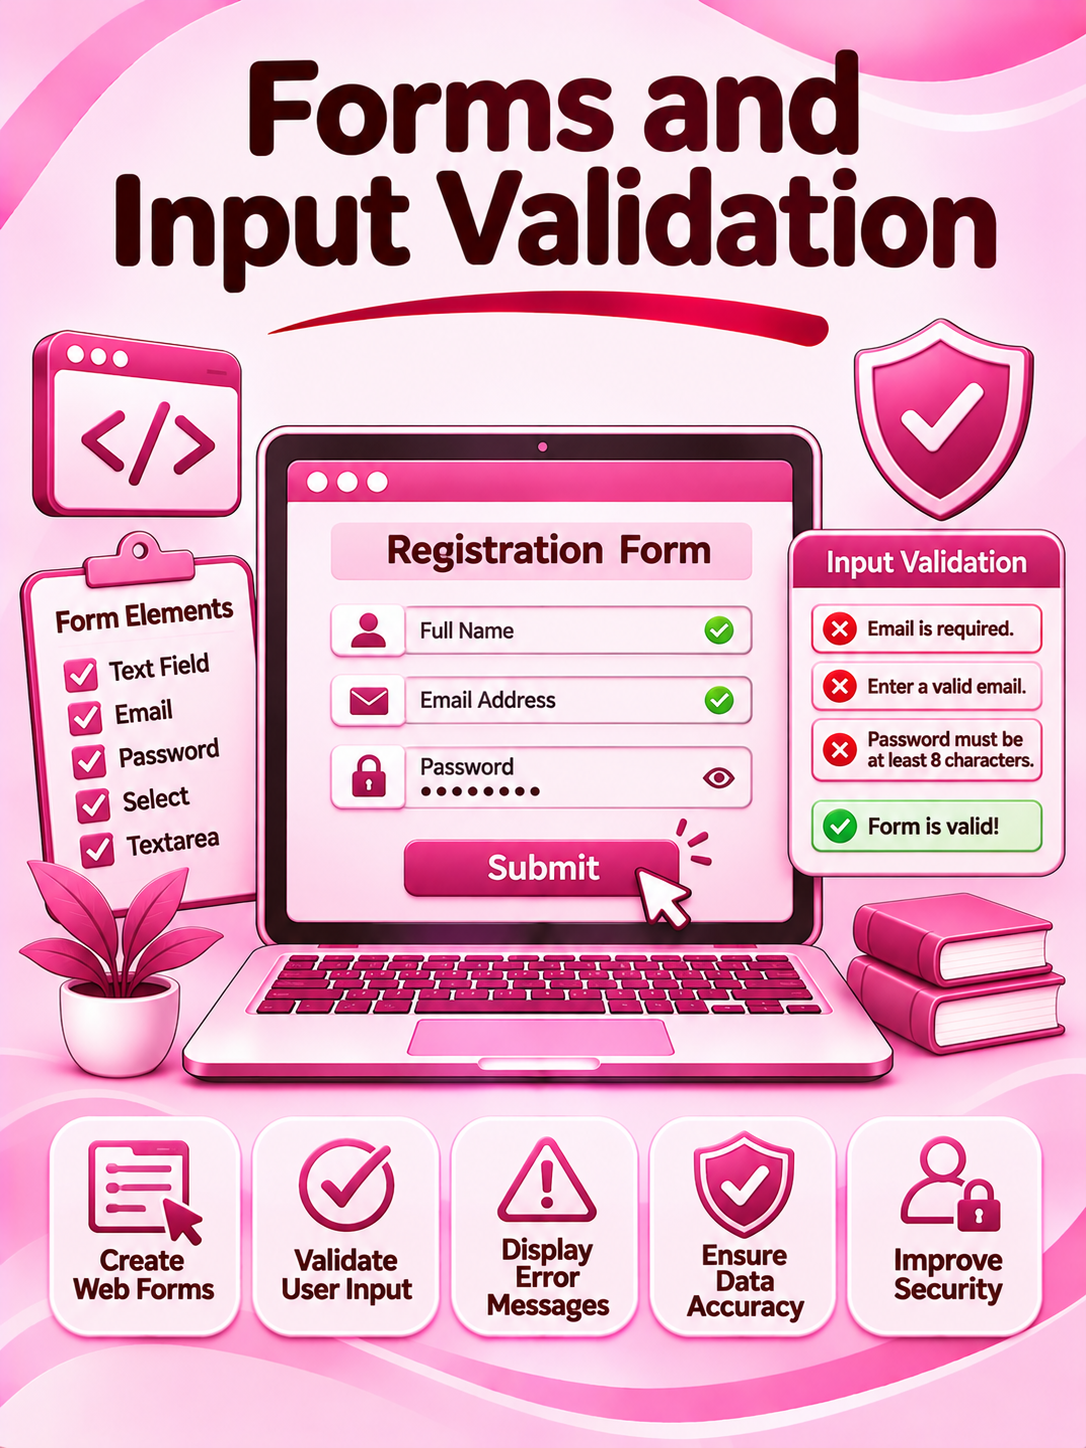 Forms and
Input Validation
</>
Form Elements
Text Field
Email
Password
Select
Textarea
Registration Form
Full Name
Email Address
Password
Submit
Input Validation
Email is required.
Enter a valid email.
Password must be
at least 8 characters.
Form is valid!
Create
Web Forms
Validate
User Input
Display
Error
Messages
Ensure
Data
Accuracy
Improve
Security